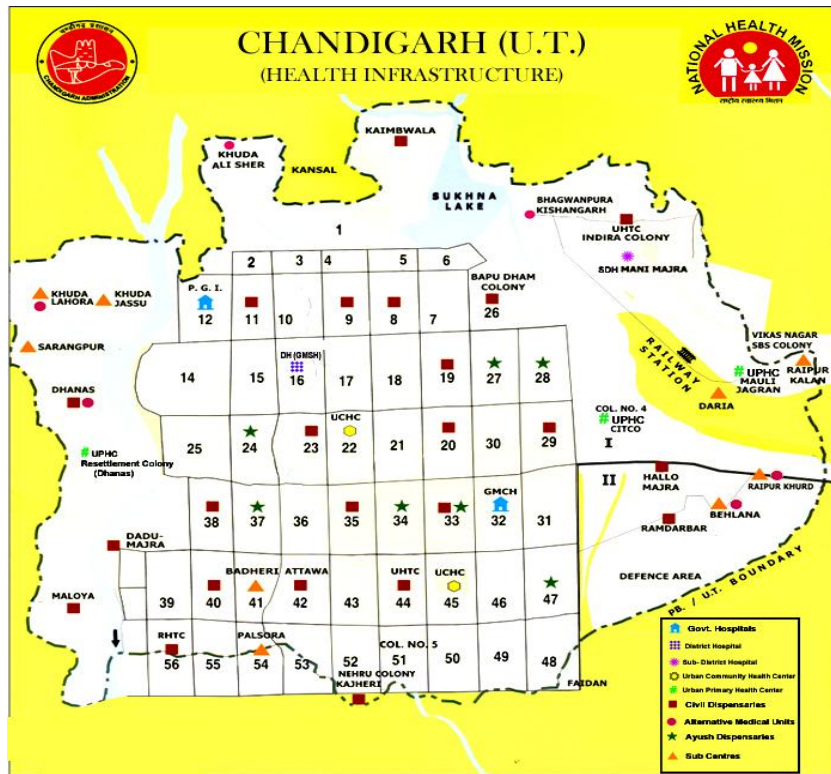 CHANDIGARH (U.T.)
(HEALTH INFRASTRUCTURE)
चण्डीगढ़ प्रशासन
CHANDIGARH ADMINISTRATION
NATIONAL HEALTH MISSION
राष्ट्रीय स्वास्थ्य मिशन
KAIMBWALA
KHUDA
ALI SHER
KANSAL
SUKHNA
LAKE
BHAGWANPURA
KISHANGARH
UHTC
INDIRA COLONY
SDH MANI MAJRA
1
2 3 4 5 6
P. G. I.
BAPU DHAM
COLONY
12 11 10 9 8 7 26
KHUDA
LAHORA
KHUDA
JASSU
SARANGPUR
VIKAS NAGAR
SBS COLONY
RAILWAY
STATION
UPHC
MAULI
JAGRAN
RAIPUR
KALAN
DARIA
DH (GMSH)
14 15 16 17 18 19 27 28
DHANAS
COL. NO. 4
UPHC
CITCO
I
UCHC
25 24 23 22 21 20 30 29
UPHC
Resettlement Colony
(Dhanas)
II
HALLO
MAJRA
RAIPUR KHURD
BEHLANA
RAMDARBAR
GMCH
38 37 36 35 34 33 32 31
DADU-
MAJRA
DEFENCE AREA
PB. / U.T. BOUNDARY
MALOYA
BADHERI ATTAWA UHTC UCHC
39 40 41 42 43 44 45 46 47
RHTC PALSORA COL. NO. 5
56 55 54 53 52 51 50 49 48
NEHRU COLONY
KAJHERI
FAIDAN
Govt. Hospitals
District Hospital
Sub- District Hospital
Urban Community Health Center
Urban Primary Health Center
Civil Dispensaries
Alternative Medical Units
Ayush Dispensaries
Sub Centres